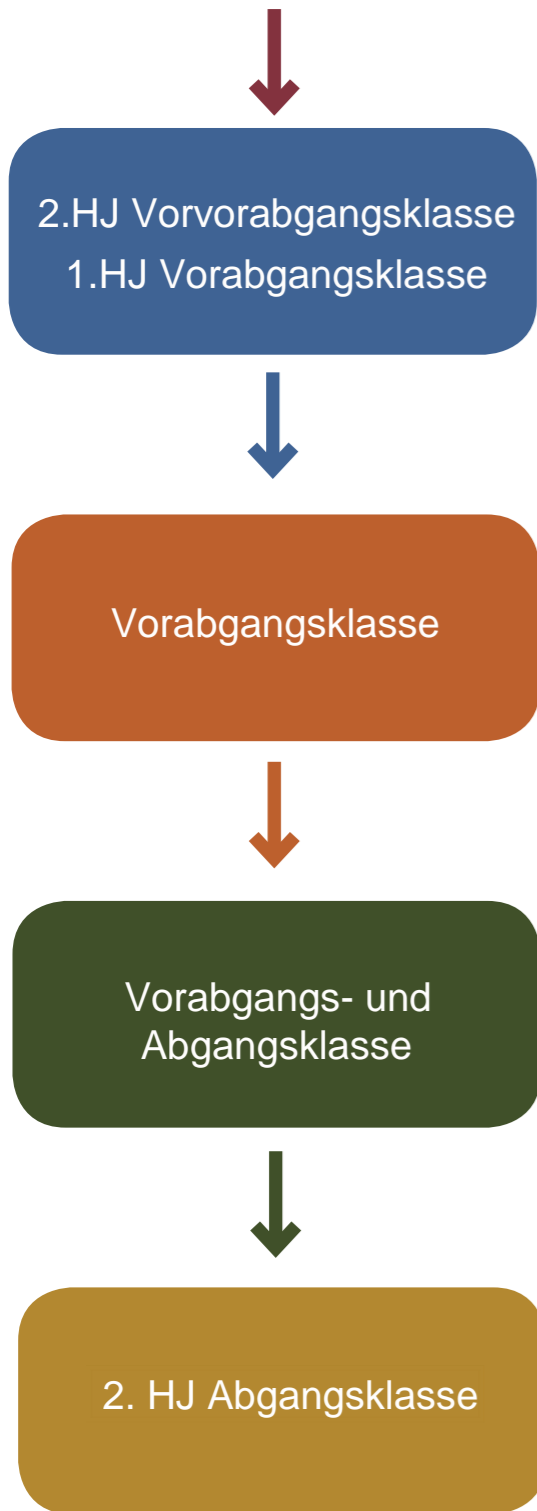 2.HJ Vorvorabgangsklasse
1.HJ Vorabgangsklasse
Vorabgangsklasse
Vorabgangs- und
Abgangsklasse
2. HJ Abgangsklasse